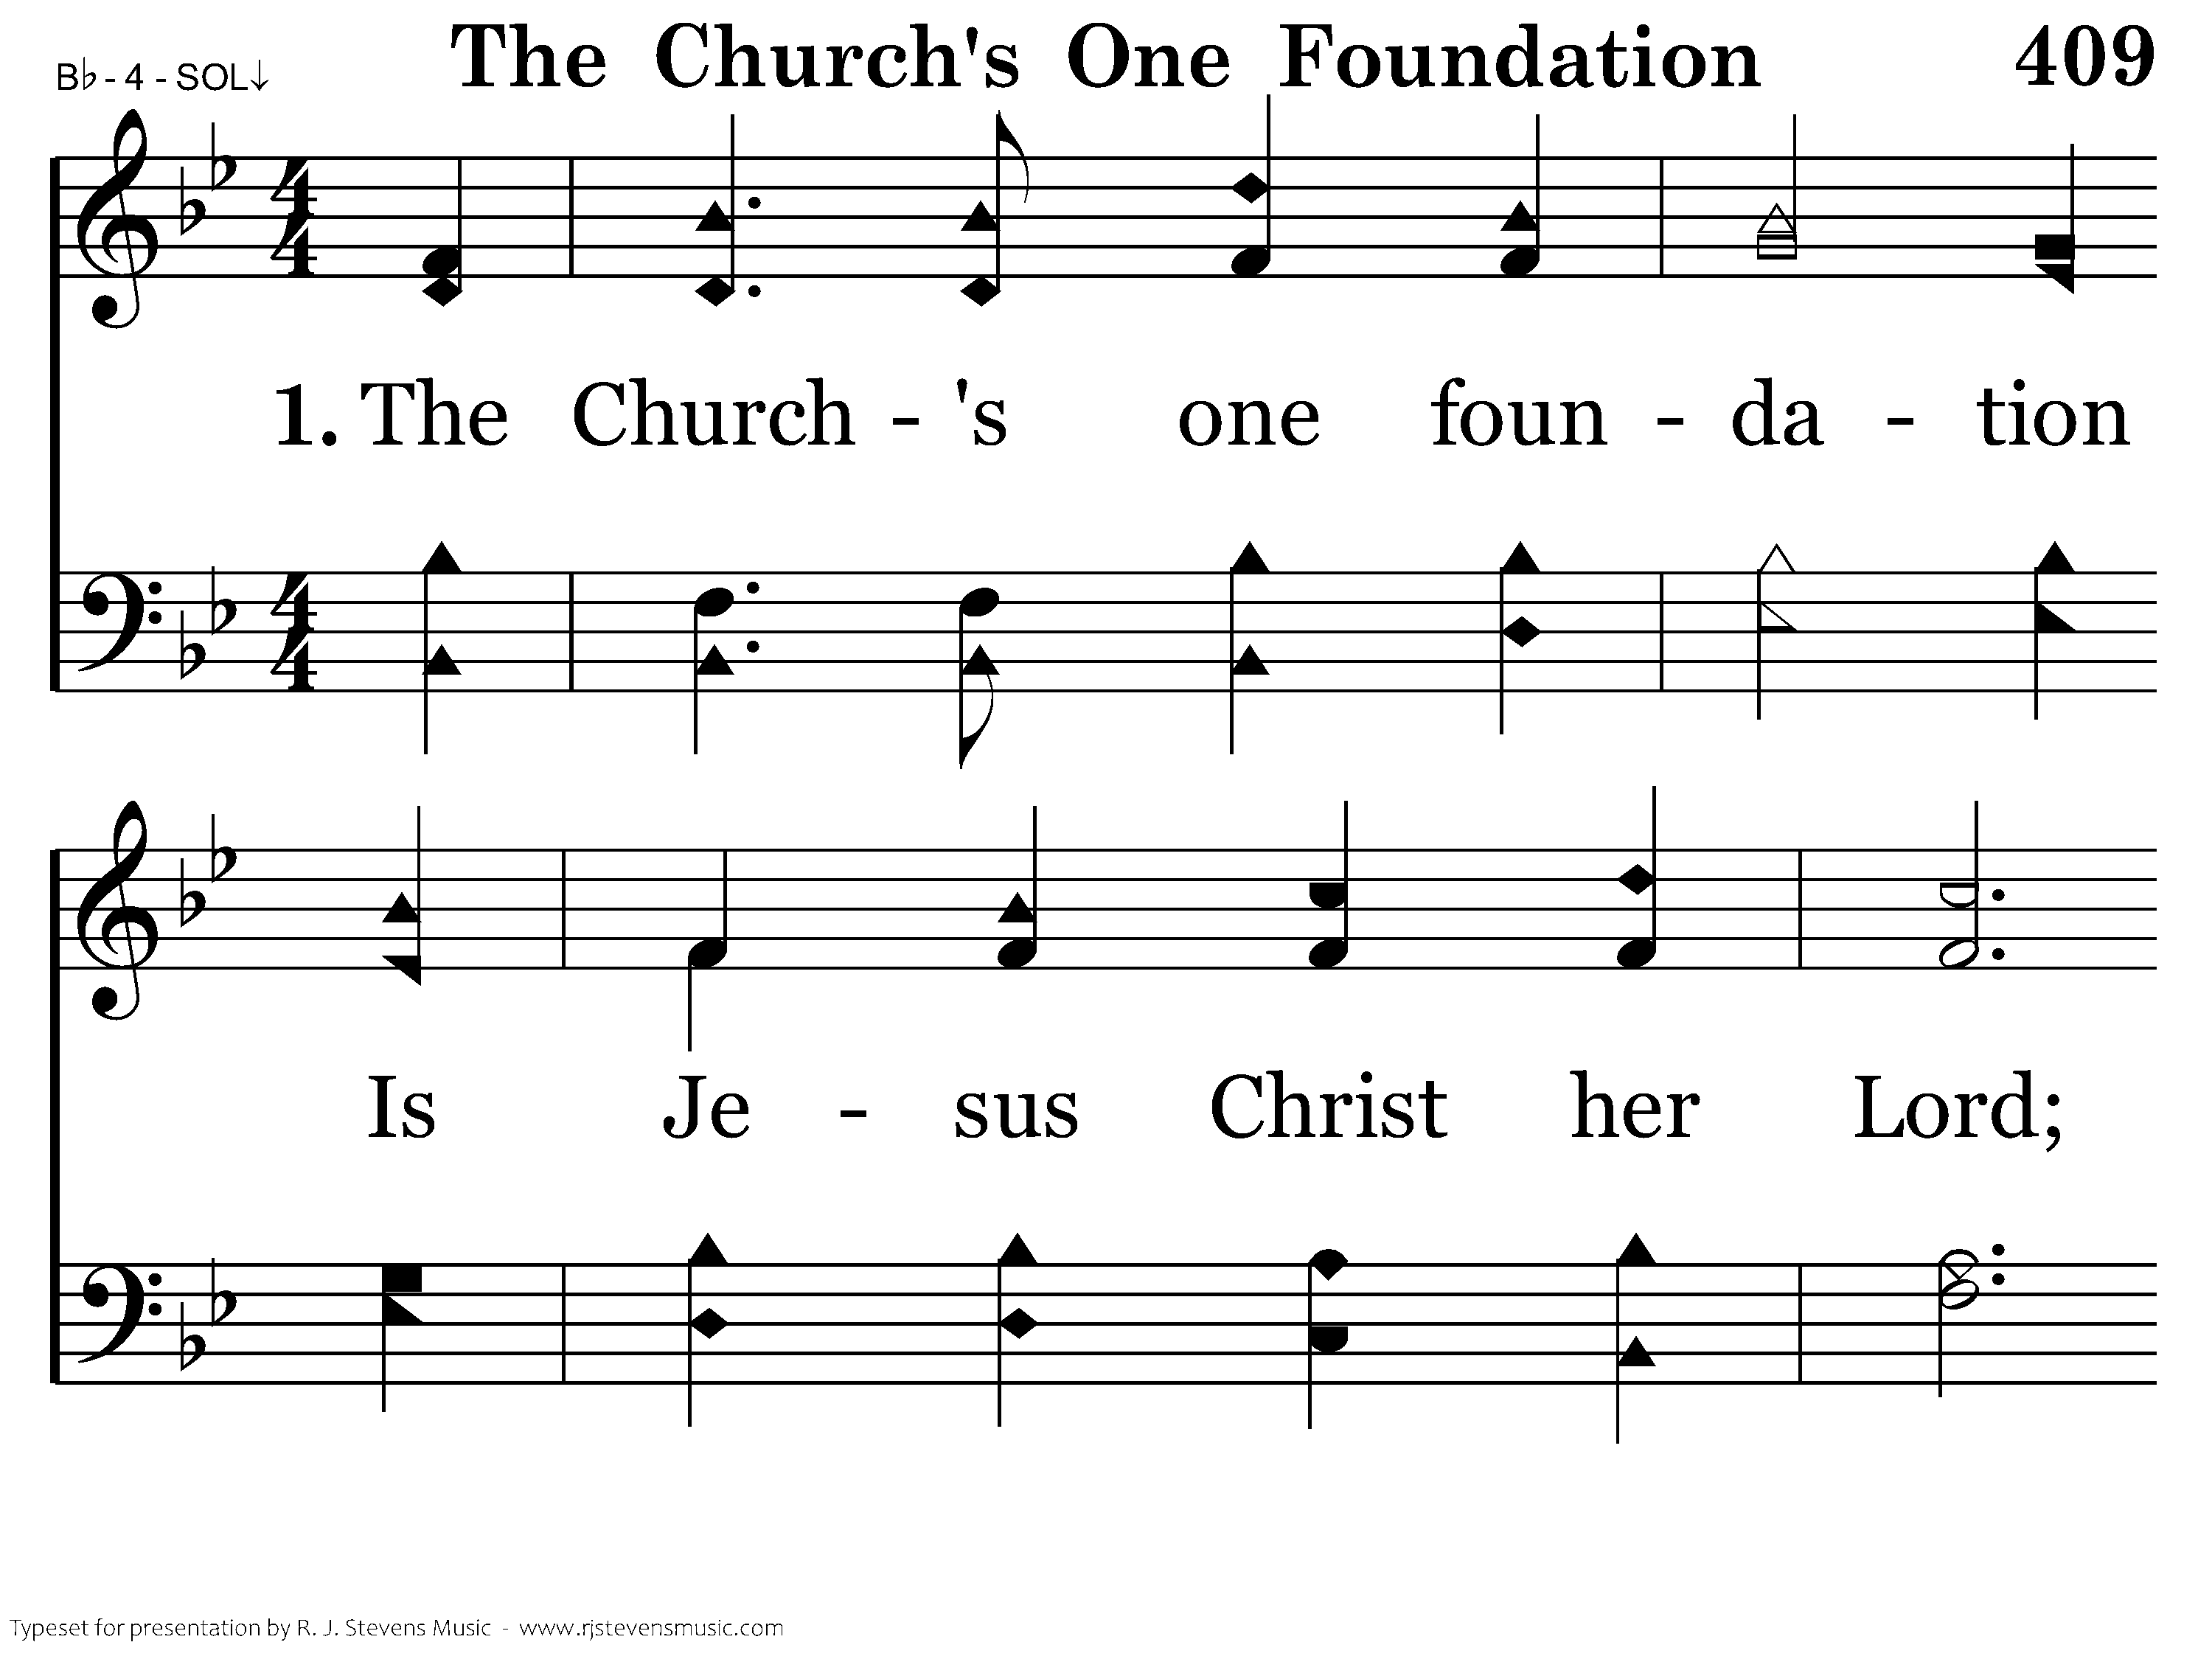 The Church's One Foundation 409
B♭ - 4 - SOL↓
1. The Church - 's one foun - da - tion
Is Je - sus Christ her Lord;
Typeset for presentation by R. J. Stevens Music - www.rjstevensmusic.com